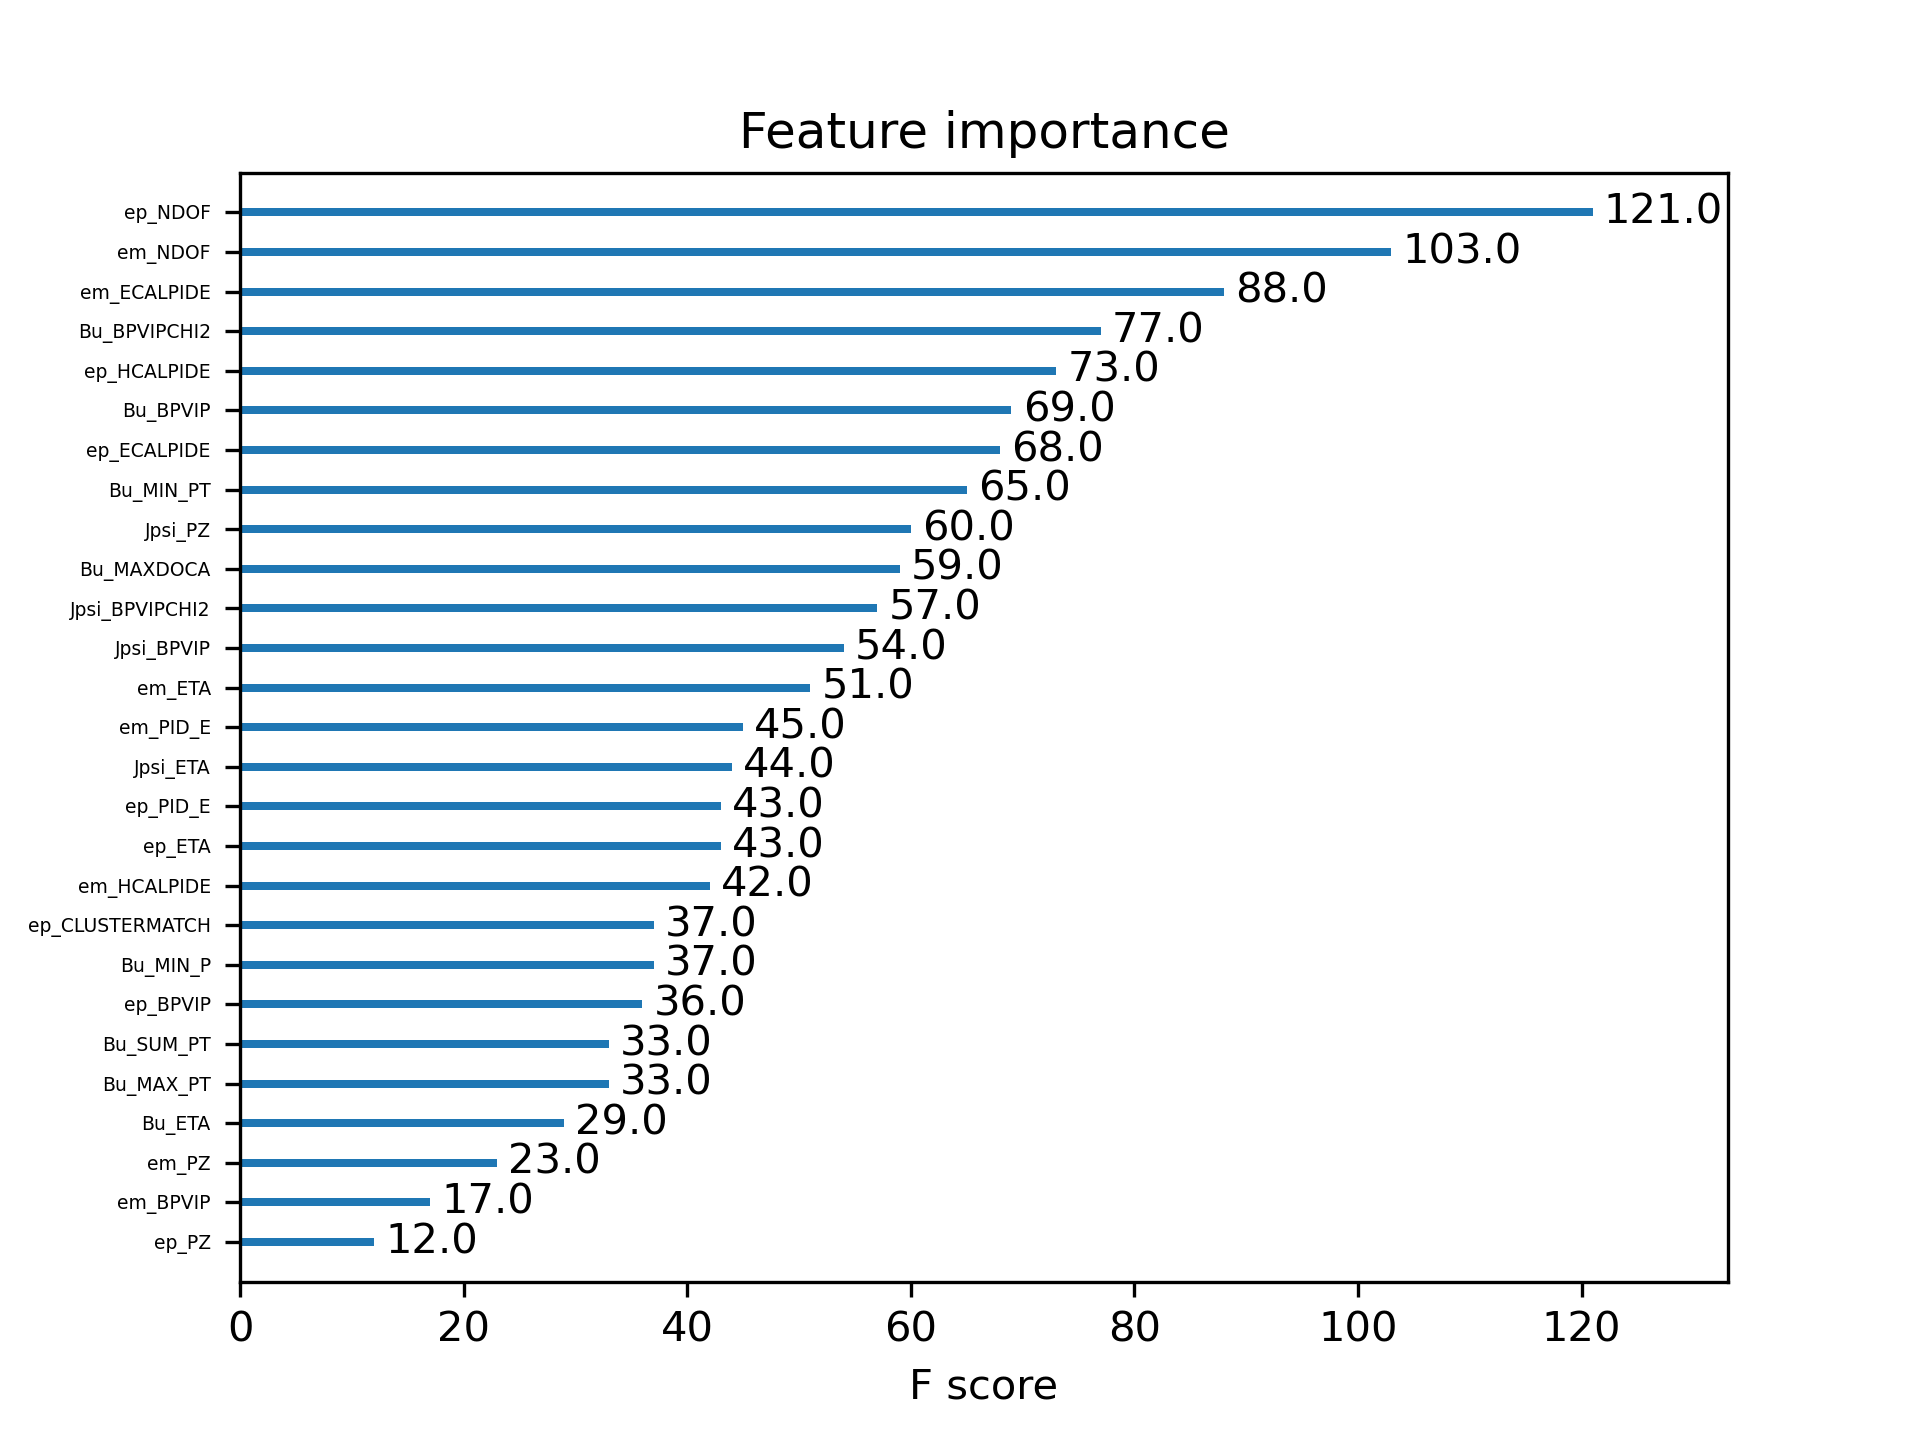 Feature importance
ep_NDOF 121.0
em_NDOF 103.0
em_ECALPIDE 88.0
Bu_BPVIPCHI2 77.0
ep_HCALPIDE 73.0
Bu_BPVIP 69.0
ep_ECALPIDE 68.0
Bu_MIN_PT 65.0
Jpsi_PZ 60.0
Bu_MAXDOCA 59.0
Jpsi_BPVIPCHI2 57.0
Jpsi_BPVIP 54.0
em_ETA 51.0
em_PID_E 45.0
Jpsi_ETA 44.0
ep_PID_E 43.0
ep_ETA 43.0
em_HCALPIDE 42.0
ep_CLUSTERMATCH 37.0
Bu_MIN_P 37.0
ep_BPVIP 36.0
Bu_SUM_PT 33.0
Bu_MAX_PT 33.0
Bu_ETA 29.0
em_PZ 23.0
em_BPVIP 17.0
ep_PZ 12.0
0 20 40 60 80 100 120
F score